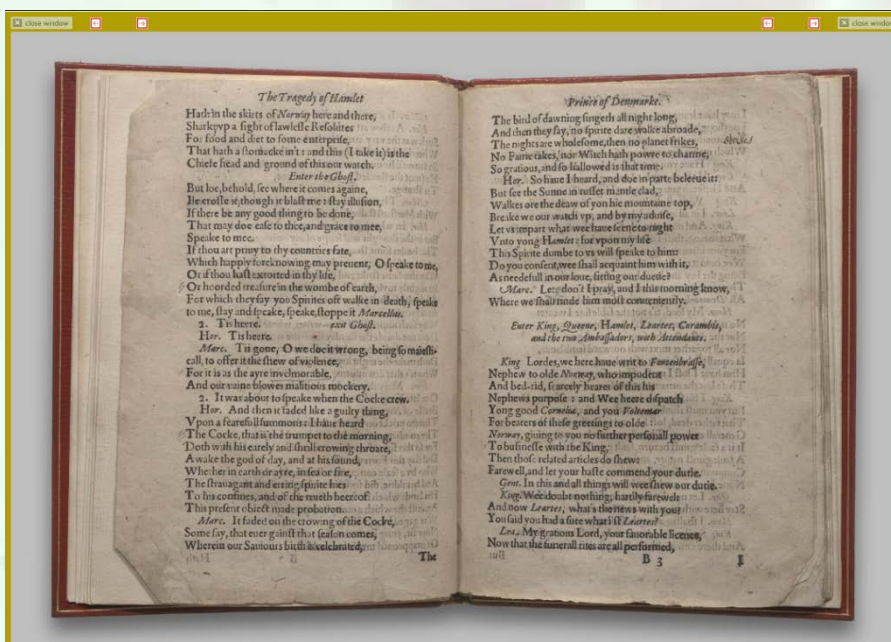 close window
close window
The Tragedy of Hamlet
Hath in the skirts of Norway here and there,
Sharkt vp a ſight of lawleſſe Reſolutes
For food and diet to ſome enterpriſe,
That hath a ſtomacke in't: and this (I take it) is the
Chiefe head and ground of this our watch.
Enter the Ghoſt.
But loe, behold, ſee where it comes againe,
Ile croſſe it, though it blaſt me: ſtay illuſion,
If there be any good thing to be done,
That may doe eaſe to thee, and grace to mee,
Speake to mee.
If thou art priuy to thy countries fate,
Which happly foreknowing may preuent, O ſpeake to me,
Or if thou haſt extorted in thy life,
Or hoorded treaſure in the wombe of earth,
For which they ſay you Spirites oft walke in death, ſpeake
to me, ſtay and ſpeake, ſpeake, ſtoppe it Marcellus.
2. Tis heere. exit Ghoſt.
Hor. Tis heere.
Marc. Tis gone, O we doe it wrong, being ſo maieſti-
call, to offer it the ſhew of violence,
For it is as the ayre invelmorable,
And our vaine blowes malitious mockery.
2. It was about to ſpeake when the Cocke crew.
Hor. And then it faded like a guilty thing,
Vpon a fearefull ſummons: I haue heard
The Cocke, that is the trumpet to the morning,
Doth with his earely and ſhrill crowing throate,
Awake the god of day, and at his ſound,
Whether in earth or ayre, in ſea or fire,
The ſtrauagant and erring ſpirite hies
To his confines, and of the trueth heereof
This preſent obiect made probation.
Marc. It faded on the crowing of the Cocke,
Some ſay, that euer gainſt that ſeaſon comes,
Wherein our Sauiours birth is celebrated,
The
Prince of Denmarke.
The bird of dawning ſingeth all night long,
And then they ſay, no ſpirite dare walke abroade,
The nights are wholeſome, then no planet frikes,
No Fairie takes, nor Witch hath powre to charme,
So gratious, and ſo hallowed is that time.
Hor. So haue I heard, and doe in parte beleeue it:
But ſee the Sunne in ruſſet mantle clad,
Walkes ore the deaw of yon hie mountaine top,
Breake we our watch vp, and by my aduiſe,
Let vs impart what wee haue ſeene to night
Vnto yong Hamlet: for vpon my life
This Spirit dumbe to vs will ſpeake to him:
Do you conſent, wee ſhall acquaint him with it,
As needefull in our loue, fitting our duetie?
Marc. Lets doo't I pray, and I this morning know,
Where we ſhall finde him moſt conueniently.
Enter King, Queene, Hamlet, Leartes, Corambis,
and the two Ambaſſadors, with Attendants.
King Lordes, we here haue writ to Fortenbraſſe,
Nephew to olde Norway, who impudent
And bed-rid, ſcarcely heares of this his
Nephews purpoſe: and Wee heere diſpatch
Yong good Cornelia, and you Voltemar
For bearers of theſe greetings to olde
Norway, giuing to you no further perſonall power
To buſineſſe with the King,
Then thoſe related articles do ſhew:
Farewell, and let your haſte commend your dutie.
Gent. In this and all things will wee ſhew our dutie.
King. Wee doubt nothing, hartily farewel:
And now Leartes, what's the news with you?
You ſaid you had a ſute what i'ſt Leartes?
Lea. My gratious Lord, your fauorable licence,
Now that the funerall rites are all performed,
B 3 I